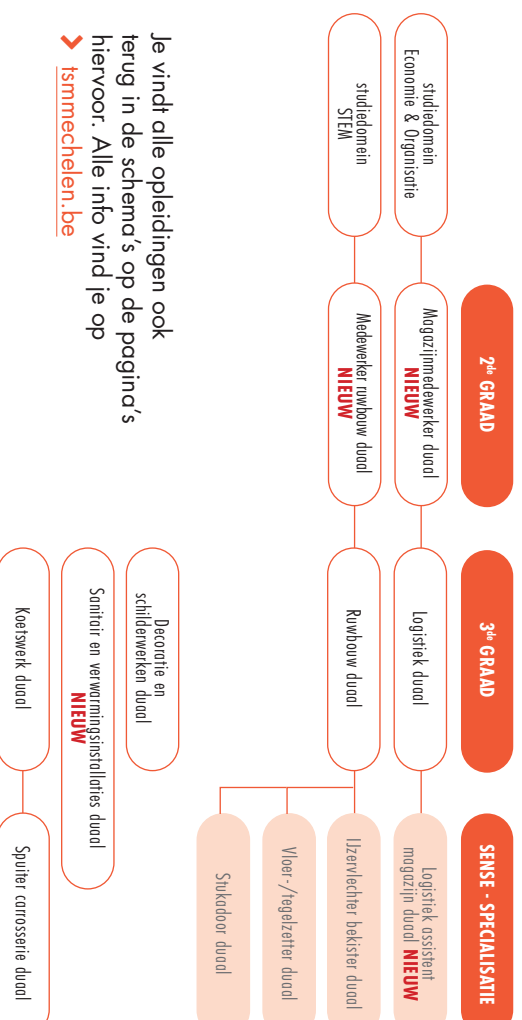 2de GRAAD
3de GRAAD
SENSE - SPECIALISATIE
studiedomein
Economie & Organisatie
Magazijnmedewerker duaal
NIEUW
Logistiek duaal
Logistiek assistent
magazijn duaal NIEUW
studiedomein
STEM
Medewerker ruwbouw duaal
NIEUW
Ruwbouw duaal
IJzervlechter bekister duaal
Vloer-/tegelzetter duaal
Stukadoor duaal
Decoratie en
schilderwerken duaal
Sanitair en verwarmingsinstallaties duaal
NIEUW
Koetswerk duaal
Spuiter carrosserie duaal
Je vindt alle opleidingen ook
terug in de schema's op de pagina's
hiervoor. Alle info vind je op
tsmmechelen.be